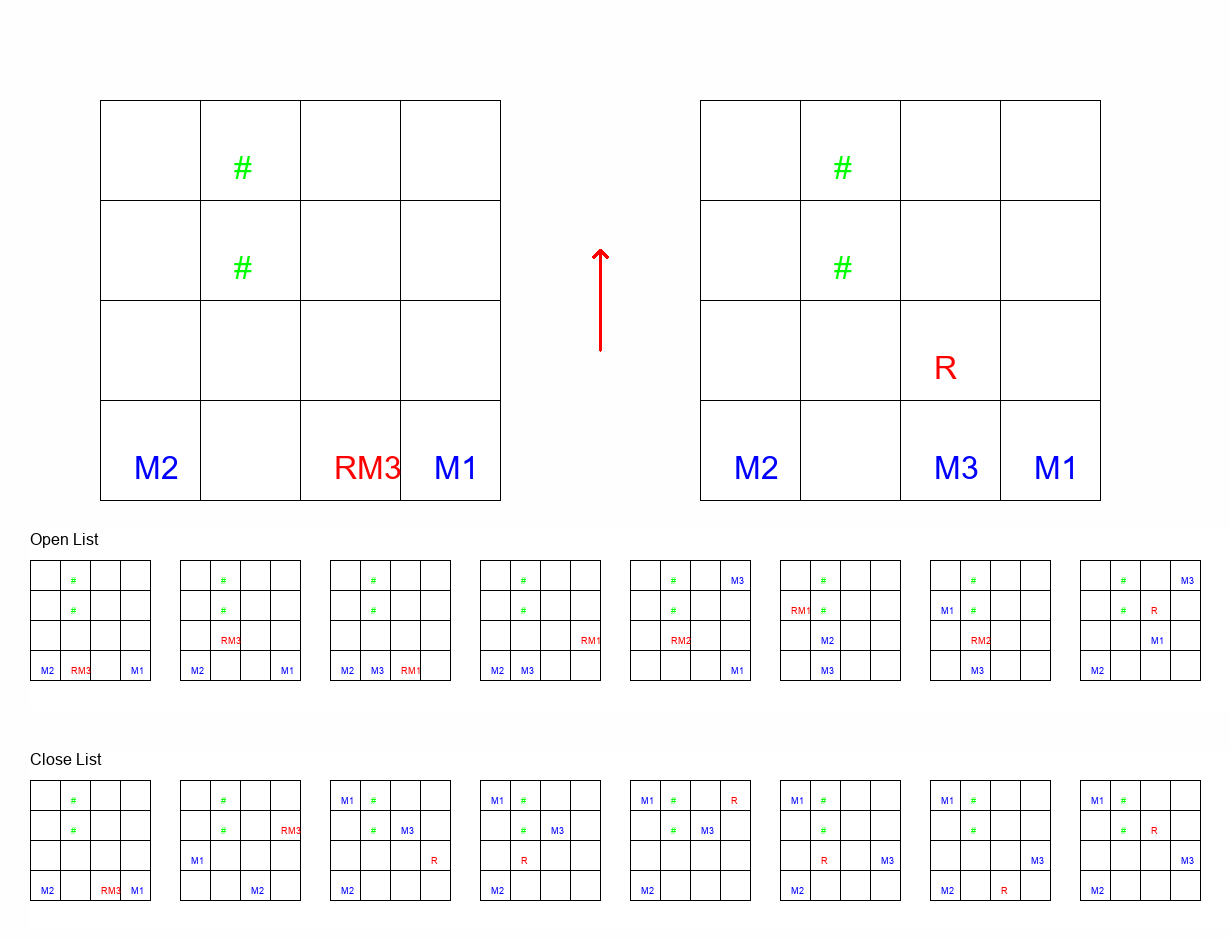 # #
# #
R
M2 RM3 M1 M2 M3 M1
Open List
# # # # # M3 # # # M3
# # # # # RM1 # M1 # # R
RM3 RM1 RM2 M2 RM2 M1
M2 RM3 M1 M2 M1 M2 M3 RM1 M2 M3 M1 M3 M3 M2
Close List
# # M1 # M1 # M1 # R M1 # M1 # M1 #
# # RM3 # M3 # M3 # M3 # # # R
M1 R R R M3 M3 M3
M2 RM3 M1 M2 M2 M2 M2 M2 M2 R M2